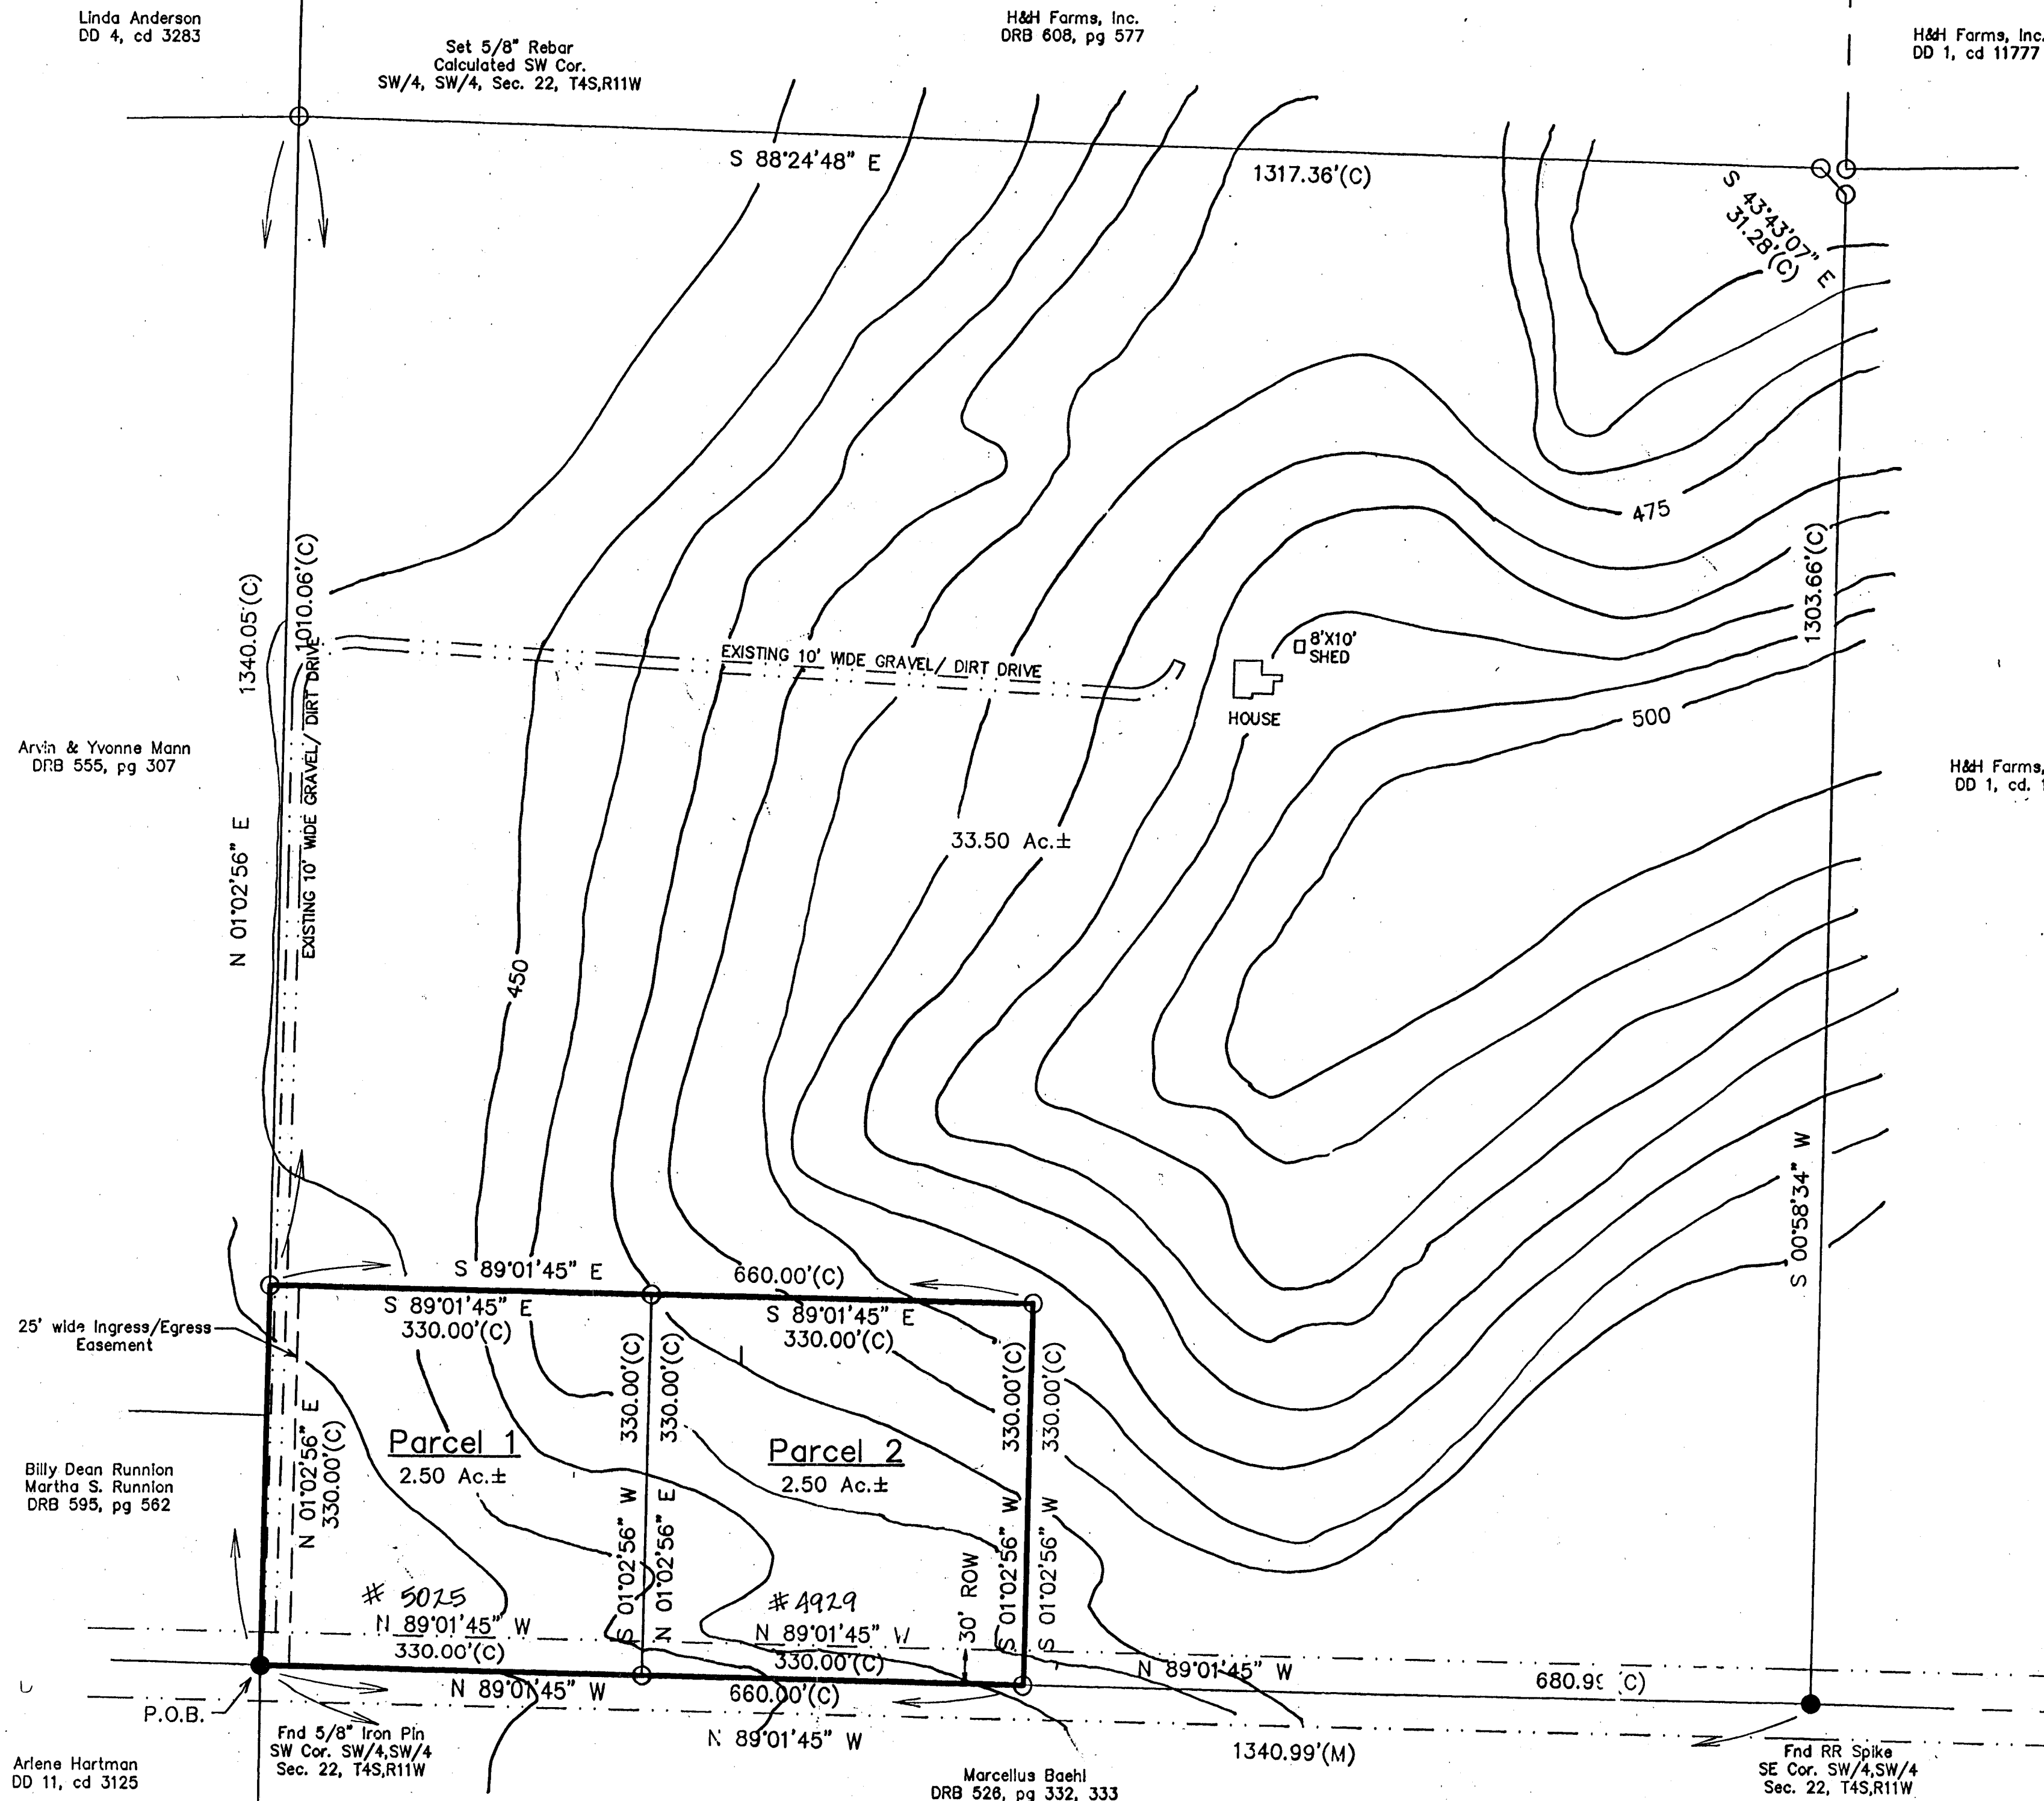 Linda Anderson
DD 4, cd 3283
Set 5/8" Rebar
Calculated SW Cor.
SW/4, SW/4, Sec. 22, T4S,R11W
H&H Farms, Inc.
DRB 608, pg 577
H&H Farms, Inc.
DD 1, cd 11777
S 88°24'48" E
1317.36'(C)
S 43°43'07" E
31.28'(C)
475
1340.05'(C)
1010.06'(C)
1303.66'(C)
EXISTING 10' WIDE GRAVEL/ DIRT DRIVE
8'X10'
SHED
HOUSE
500
EXISTING 10' WIDE GRAVEL/ DIRT DRIVE
Arvin & Yvonne Mann
DRB 555, pg 307
H&H Farms,
DD 1, cd. 1
33.50 Ac.±
N 01°02'56" E
450
S 00°58'34" W
S 89°01'45" E
660.00'(C)
S 89°01'45" E
330.00'(C)
S 89°01'45" E
330.00'(C)
25' wide Ingress/Egress
Easement
N 01°02'56" E
330.00'(C)
330.00'(C)
330.00'(C)
330.00'(C)
330.00'(C)
Parcel 1
2.50 Ac.±
Parcel 2
2.50 Ac.±
Billy Dean Runnion
Martha S. Runnion
DRB 595, pg 562
S 01°02'56" W
N 01°02'56" E
S 01°02'56" W
S 01°02'56" W
30' ROW
# 5025
N 89°01'45" W
330.00'(C)
#4929
N 89°01'45" W
330.00'(C)
N 89°01'45" W
680.99 (C)
N 89°01'45" W
660.00'(C)
P.O.B.
Fnd 5/8" Iron Pin
SW Cor. SW/4,SW/4
Sec. 22, T4S,R11W
N 89°01'45" W
1340.99'(M)
Arlene Hartman
DD 11, cd 3125
Marcellus Baehl
DRB 526, pg 332, 333
Fnd RR Spike
SE Cor. SW/4,SW/4
Sec. 22, T4S,R11W